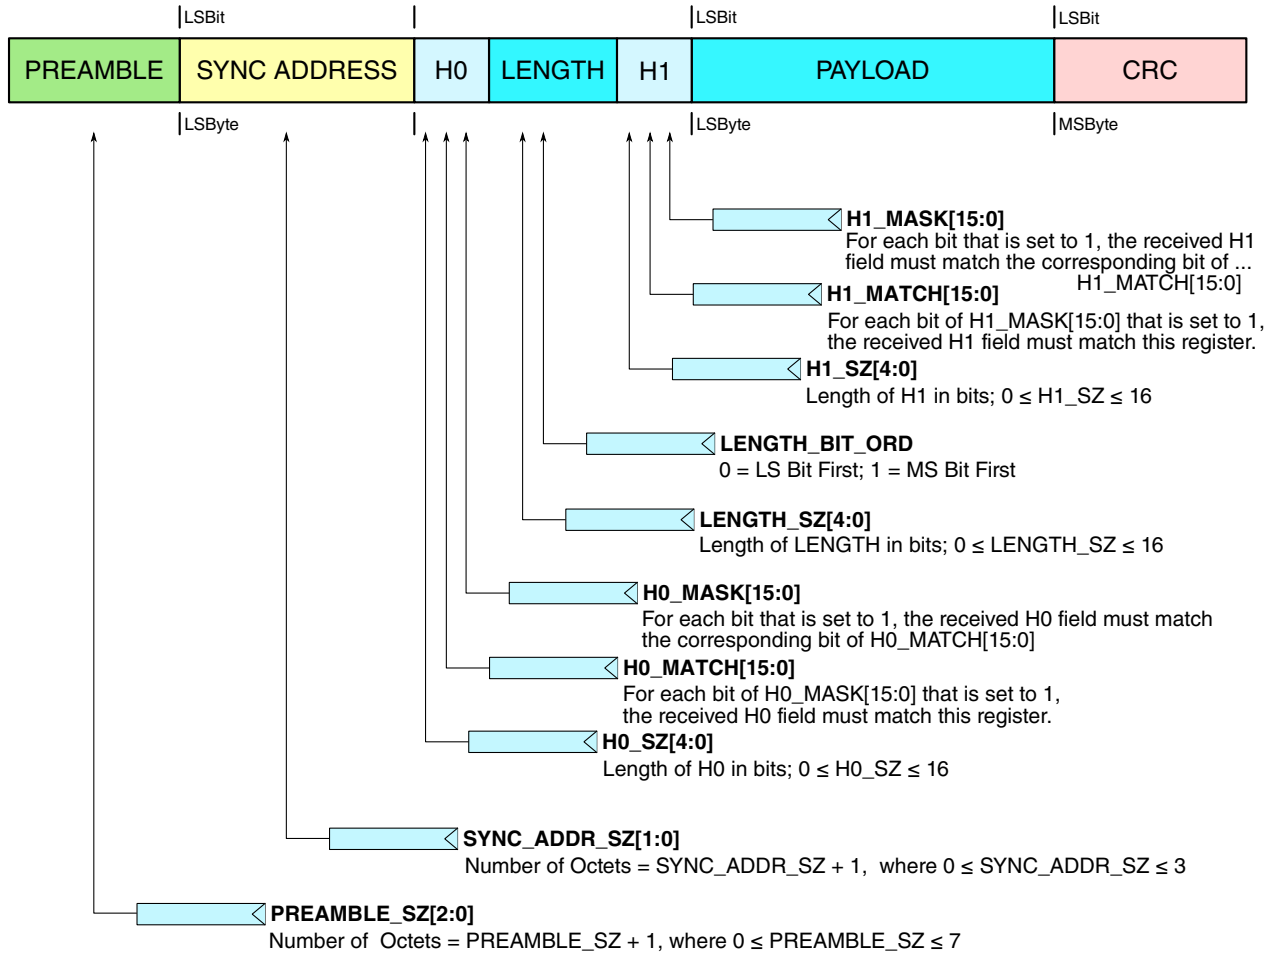 LSBit
LSBit
LSBit
PREAMBLE
SYNC ADDRESS
H0
LENGTH
H1
PAYLOAD
CRC
LSByte
LSByte
MSByte
H1_MASK[15:0]
For each bit that is set to 1, the received H1
field must match the corresponding bit of ...
H1_MATCH[15:0]
H1_MATCH[15:0]
For each bit of H1_MASK[15:0] that is set to 1,
the received H1 field must match this register.
H1_SZ[4:0]
Length of H1 in bits; 0 ≤ H1_SZ ≤ 16
LENGTH_BIT_ORD
0 = LS Bit First; 1 = MS Bit First
LENGTH_SZ[4:0]
Length of LENGTH in bits; 0 ≤ LENGTH_SZ ≤ 16
H0_MASK[15:0]
For each bit that is set to 1, the received H0 field must match
the corresponding bit of H0_MATCH[15:0]
H0_MATCH[15:0]
For each bit of H0_MASK[15:0] that is set to 1,
the received H0 field must match this register.
H0_SZ[4:0]
Length of H0 in bits; 0 ≤ H0_SZ ≤ 16
SYNC_ADDR_SZ[1:0]
Number of Octets = SYNC_ADDR_SZ + 1, where 0 ≤ SYNC_ADDR_SZ ≤ 3
PREAMBLE_SZ[2:0]
Number of Octets = PREAMBLE_SZ + 1, where 0 ≤ PREAMBLE_SZ ≤ 7